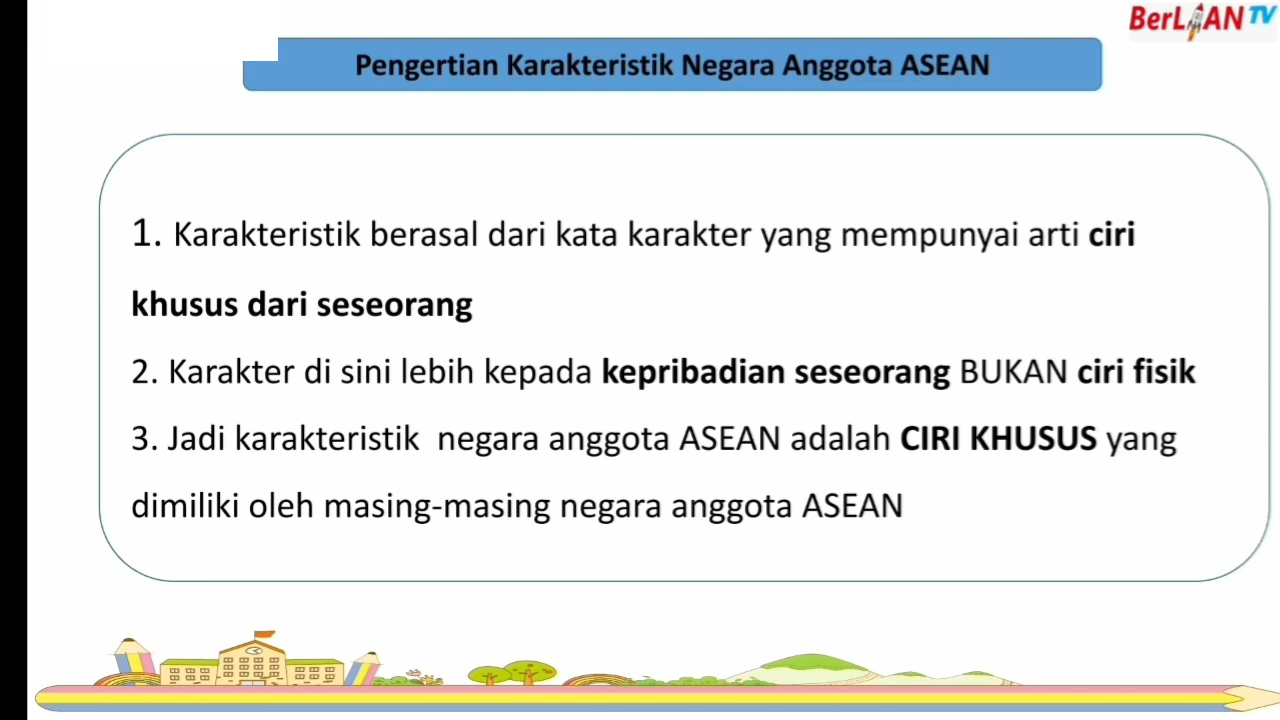 BerLIAN TV
Pengertian Karakteristik Negara Anggota ASEAN
1. Karakteristik berasal dari kata karakter yang mempunyai arti ciri
khusus dari seseorang
2. Karakter di sini lebih kepada kepribadian seseorang BUKAN ciri fisik
3. Jadi karakteristik negara anggota ASEAN adalah CIRI KHUSUS yang
dimiliki oleh masing-masing negara anggota ASEAN